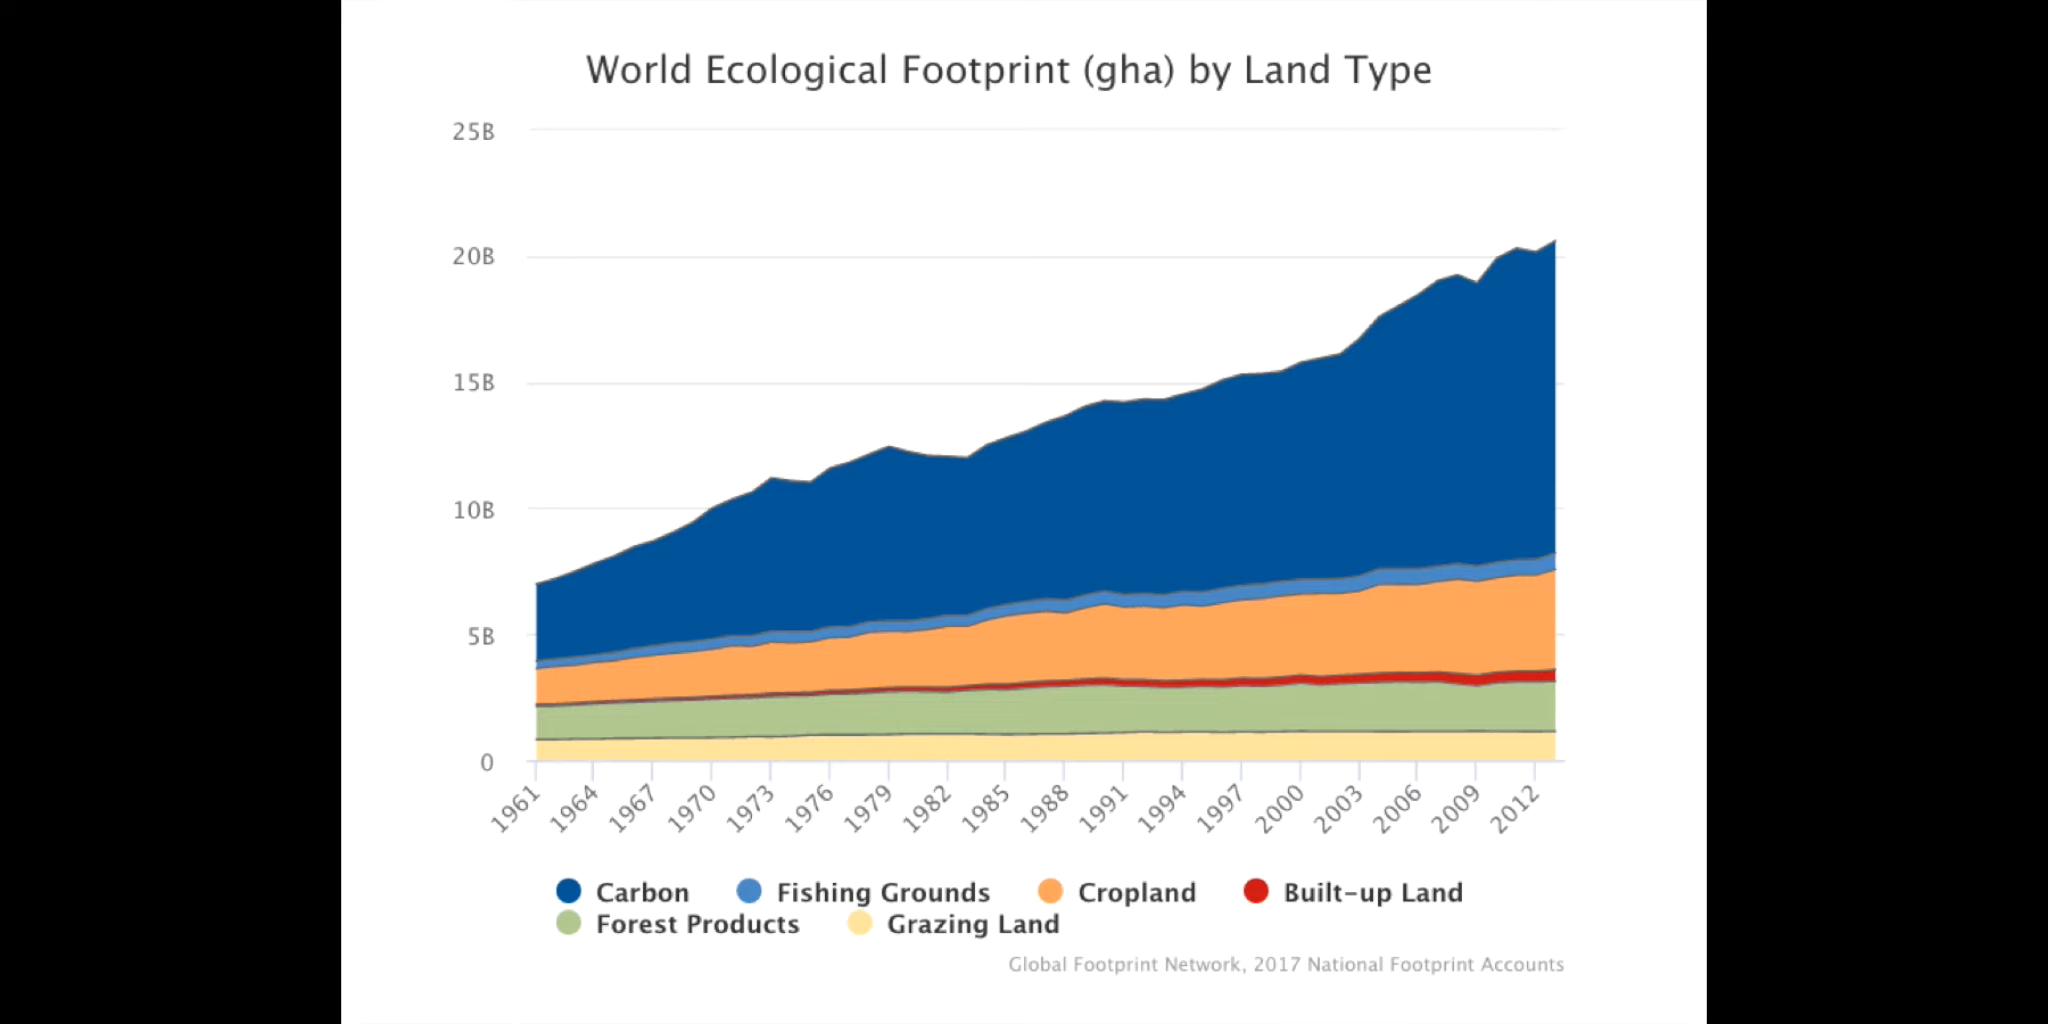 World Ecological Footprint (gha) by Land Type
25B
20B
15B
10B
5B
0
1961 1964 1967 1970 1973 1976 1979 1982 1985 1988 1991 1994 1997 2000 2003 2006 2009 2012
Carbon Fishing Grounds Cropland Built-up Land
Forest Products Grazing Land
Global Footprint Network, 2017 National Footprint Accounts